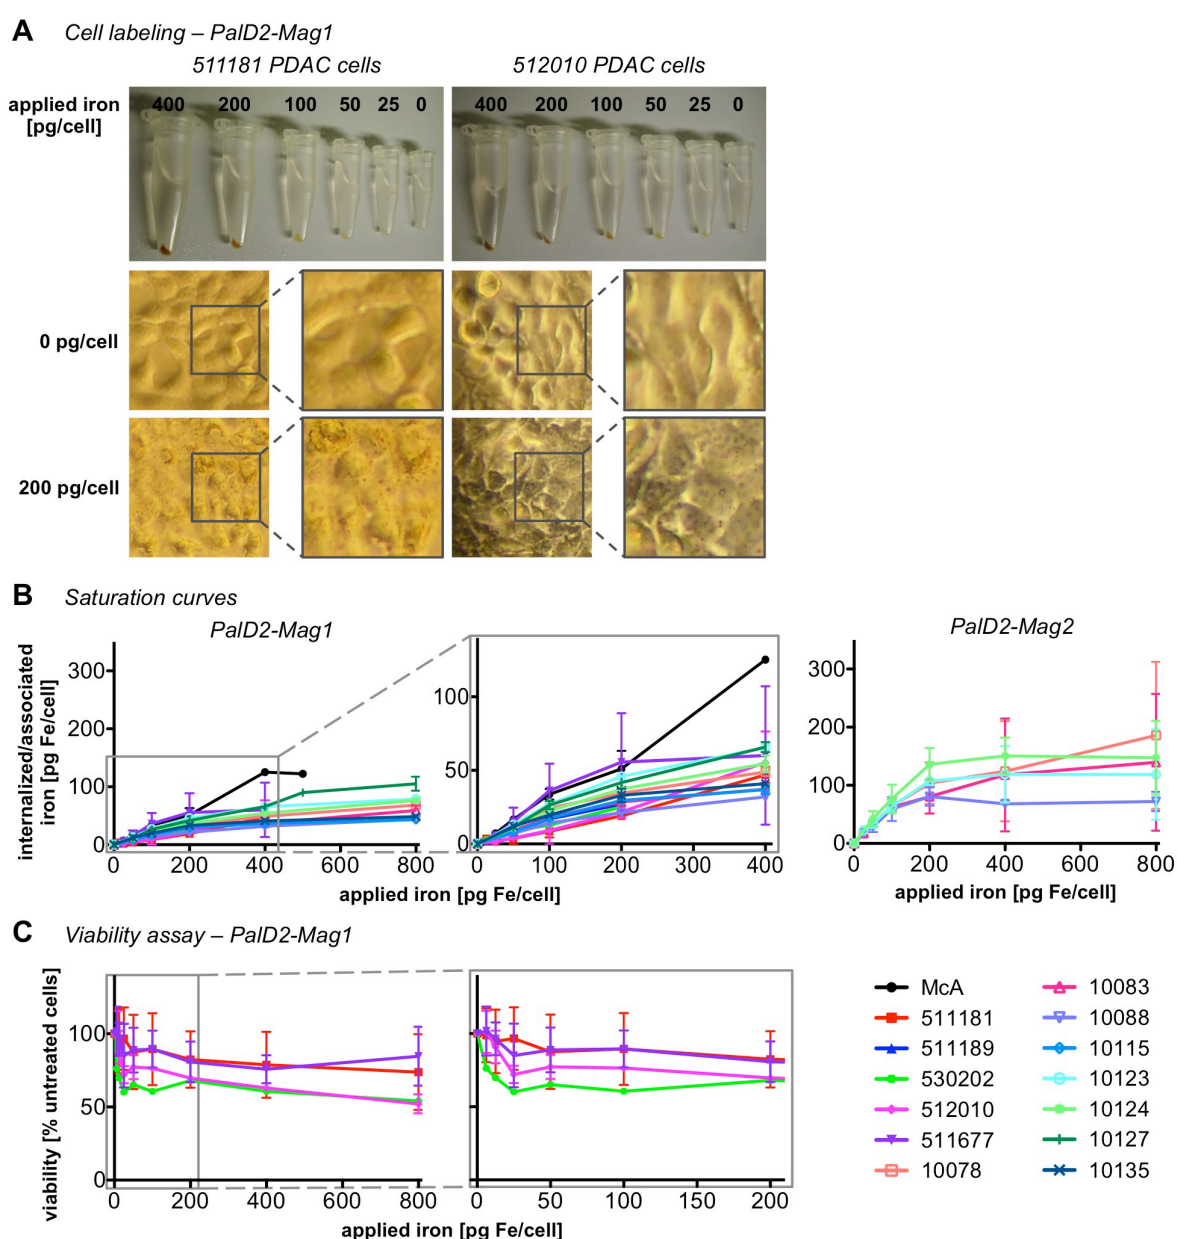 A Cell labeling – PalD2-Mag1
511181 PDAC cells 512010 PDAC cells
applied iron [pg/cell]
400 200 100 50 25 0 400 200 100 50 25 0
0 pg/cell
200 pg/cell
B Saturation curves
PalD2-Mag1
PalD2-Mag2
internalized/associated
iron [pg Fe/cell]
300
200
100
0
0 200 400 600 800
applied iron [pg Fe/cell]
100
50
0
0 100 200 300 400
300
200
100
0
0 200 400 600 800
applied iron [pg Fe/cell]
C Viability assay – PalD2-Mag1
viability [% untreated cells]
100
50
0
0 200 400 600 800
applied iron [pg Fe/cell]
0 50 100 150 200
McA
511181
511189
530202
512010
511677
10078
10083
10088
10115
10123
10124
10127
10135